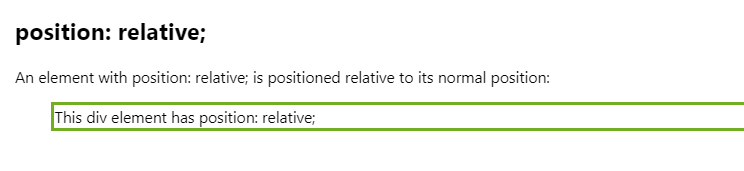 position: relative;
An element with position: relative; is positioned relative to its normal position:
This div element has position: relative;